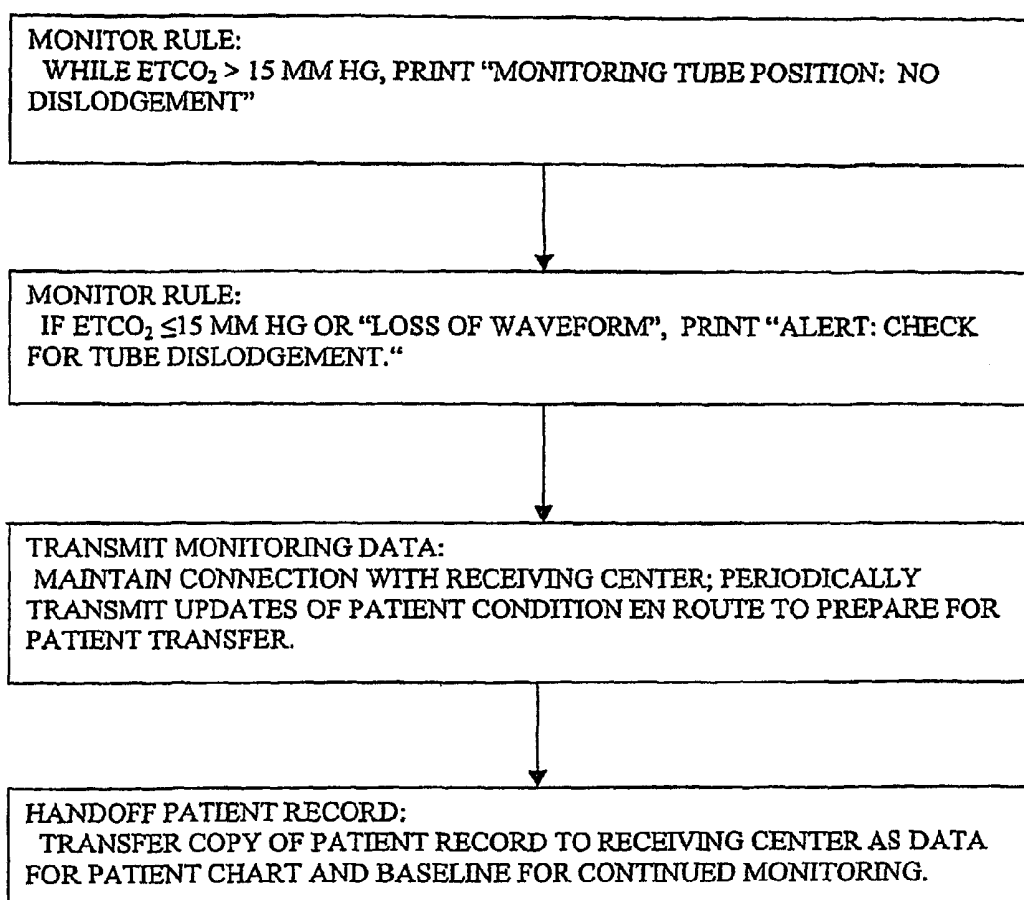 MONITOR RULE:
WHILE ETCO₂ > 15 MM HG, PRINT “MONITORING TUBE POSITION: NO
DISLODGEMENT”
MONITOR RULE:
IF ETCO₂ ≤15 MM HG OR “LOSS OF WAVEFORM”, PRINT “ALERT: CHECK
FOR TUBE DISLODGEMENT.“
TRANSMIT MONITORING DATA:
MAINTAIN CONNECTION WITH RECEIVING CENTER; PERIODICALLY
TRANSMIT UPDATES OF PATIENT CONDITION EN ROUTE TO PREPARE FOR
PATIENT TRANSFER.
HANDOFF PATIENT RECORD:
TRANSFER COPY OF PATIENT RECORD TO RECEIVING CENTER AS DATA
FOR PATIENT CHART AND BASELINE FOR CONTINUED MONITORING.